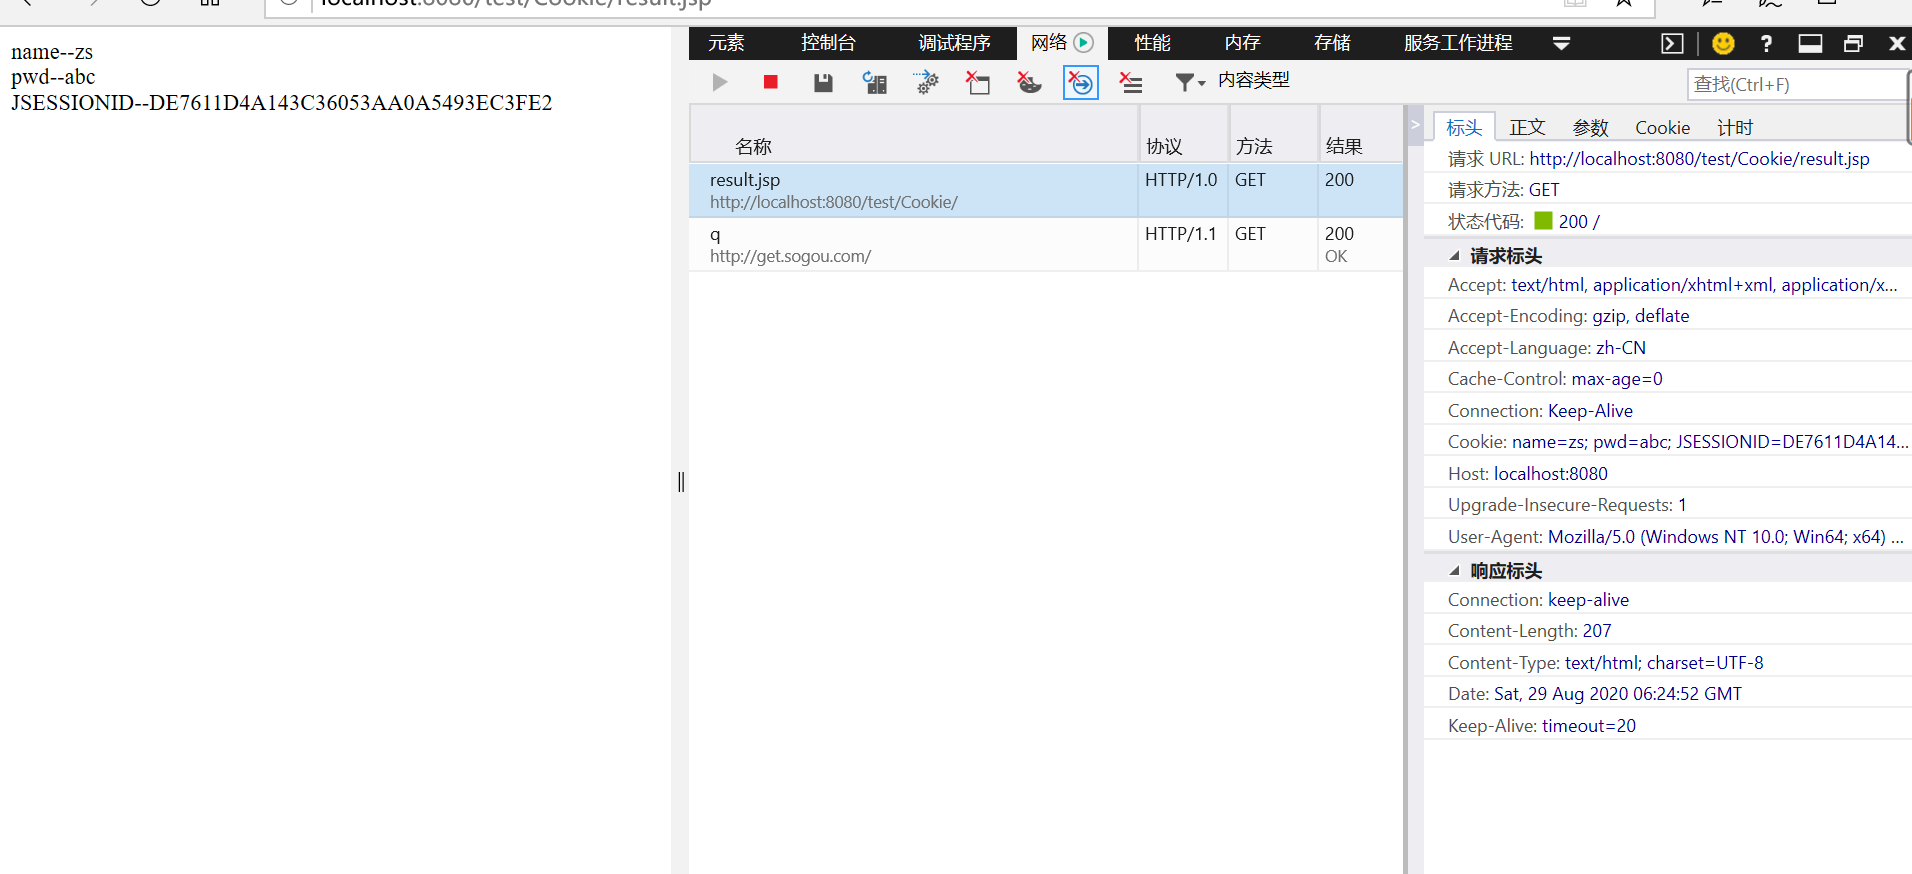 localhost:8080/test/Cookie/result.jsp
name--zs
pwd--abc
JSESSIONID--DE7611D4A143C36053AA0A5493EC3FE2
元素 控制台 调试程序 网络 性能 内存 存储 服务工作进程
内容类型
查找(Ctrl+F)
名称 协议 方法 结果
result.jsp HTTP/1.0 GET 200
http://localhost:8080/test/Cookie/
q HTTP/1.1 GET 200
http://get.sogou.com/ OK
标头 正文 参数 Cookie 计时
请求 URL: http://localhost:8080/test/Cookie/result.jsp
请求方法: GET
状态代码: 200 /
请求标头
Accept: text/html, application/xhtml+xml, application/x...
Accept-Encoding: gzip, deflate
Accept-Language: zh-CN
Cache-Control: max-age=0
Connection: Keep-Alive
Cookie: name=zs; pwd=abc; JSESSIONID=DE7611D4A14...
Host: localhost:8080
Upgrade-Insecure-Requests: 1
User-Agent: Mozilla/5.0 (Windows NT 10.0; Win64; x64) ...
响应标头
Connection: keep-alive
Content-Length: 207
Content-Type: text/html; charset=UTF-8
Date: Sat, 29 Aug 2020 06:24:52 GMT
Keep-Alive: timeout=20